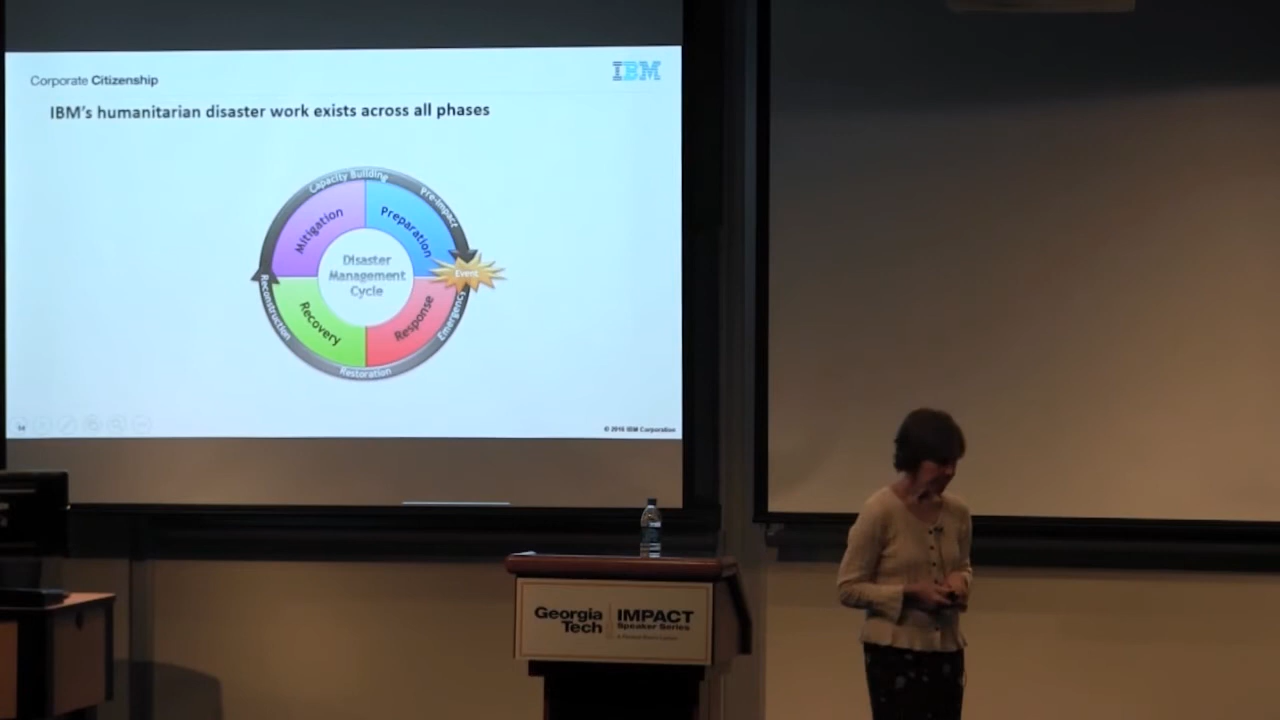 Corporate Citizenship
IBM
IBM's humanitarian disaster work exists across all phases
Capacity Building
Pre-Impact
Mitigation
Preparation
Disaster
Management
Cycle
Event
Reconstruction
Recovery
Response
Emergency
Restoration
© 2016 IBM Corporation
Georgia
Tech
IMPACT
Speaker Series